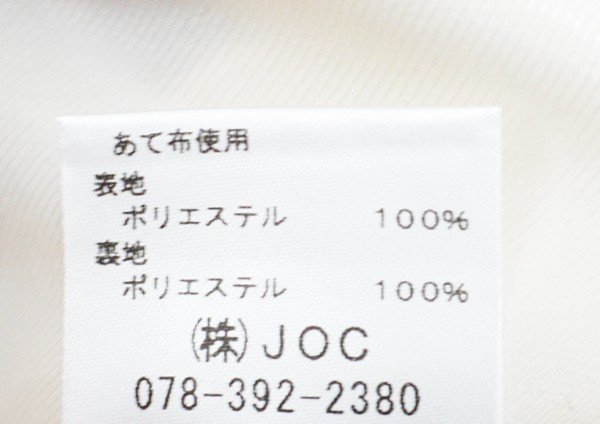 あて布使用
表地
ポリエステル　１００％
裏地
ポリエステル　１００％
(株)ＪＯＣ
078-392-2380